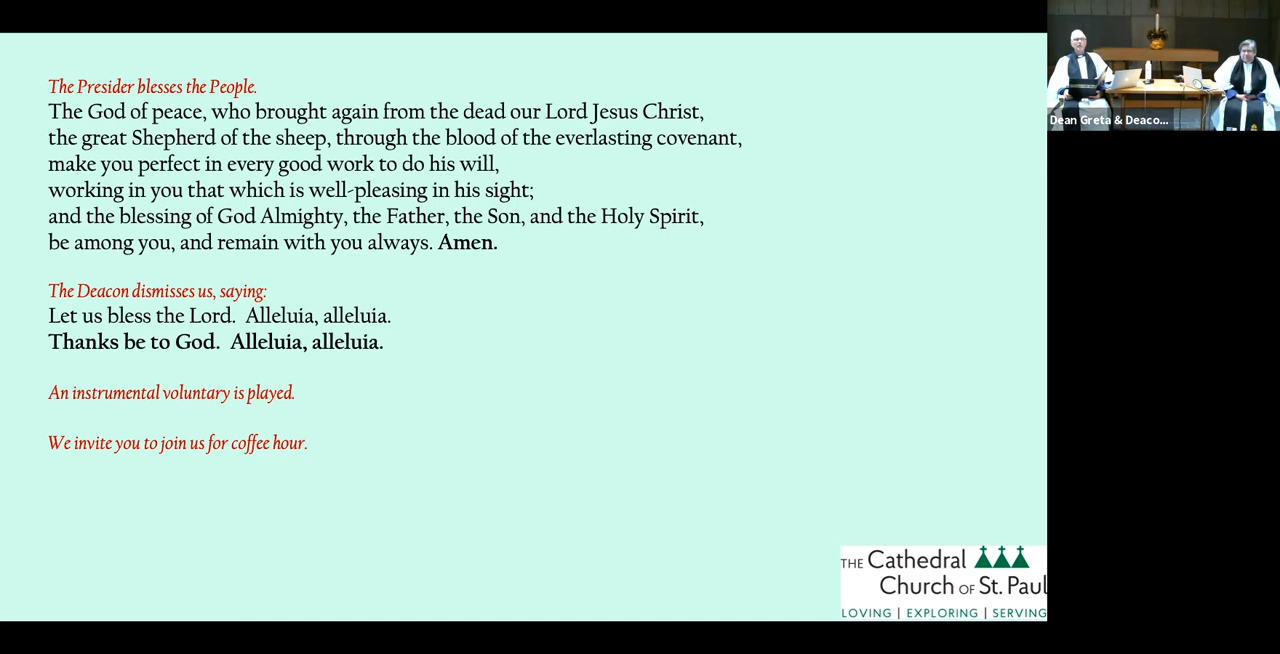 The Presider blesses the People.
The God of peace, who brought again from the dead our Lord Jesus Christ,
the great Shepherd of the sheep, through the blood of the everlasting covenant,
make you perfect in every good work to do his will,
working in you that which is well-pleasing in his sight;
and the blessing of God Almighty, the Father, the Son, and the Holy Spirit,
be among you, and remain with you always. Amen.
The Deacon dismisses us, saying:
Let us bless the Lord.  Alleluia, alleluia.
Thanks be to God.  Alleluia, alleluia.
An instrumental voluntary is played.
We invite you to join us for coffee hour.
Dean Greta & Deaco...
THE Cathedral
Church OF St. Paul
LOVING | EXPLORING | SERVING